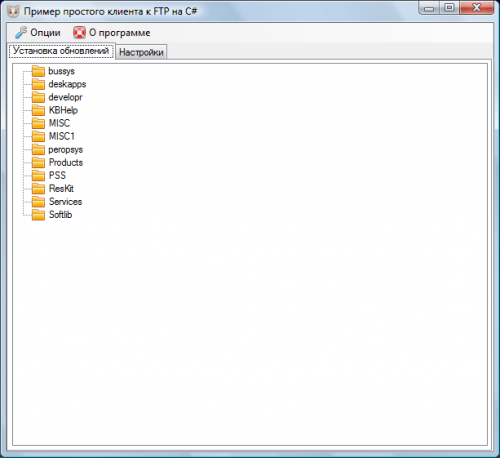 Пример простого клиента к FTP на C#
Опции О программе
Установка обновлений Настройки
bussys
deskapps
developr
KBHelp
MISC
MISC1
peropsys
Products
PSS
ResKit
Services
Softlib